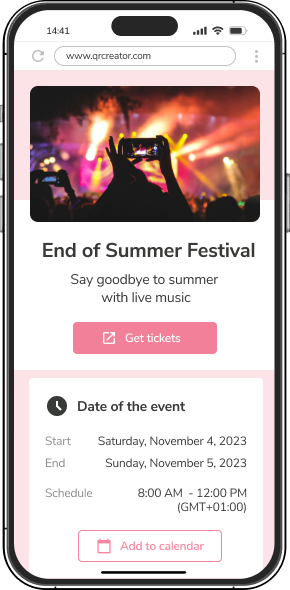 14:41
www.qrcreator.com
End of Summer Festival
Say goodbye to summer
with live music
Get tickets
Date of the event
Start Saturday, November 4, 2023
End Sunday, November 5, 2023
Schedule 8:00 AM - 12:00 PM
(GMT+01:00)
Add to calendar